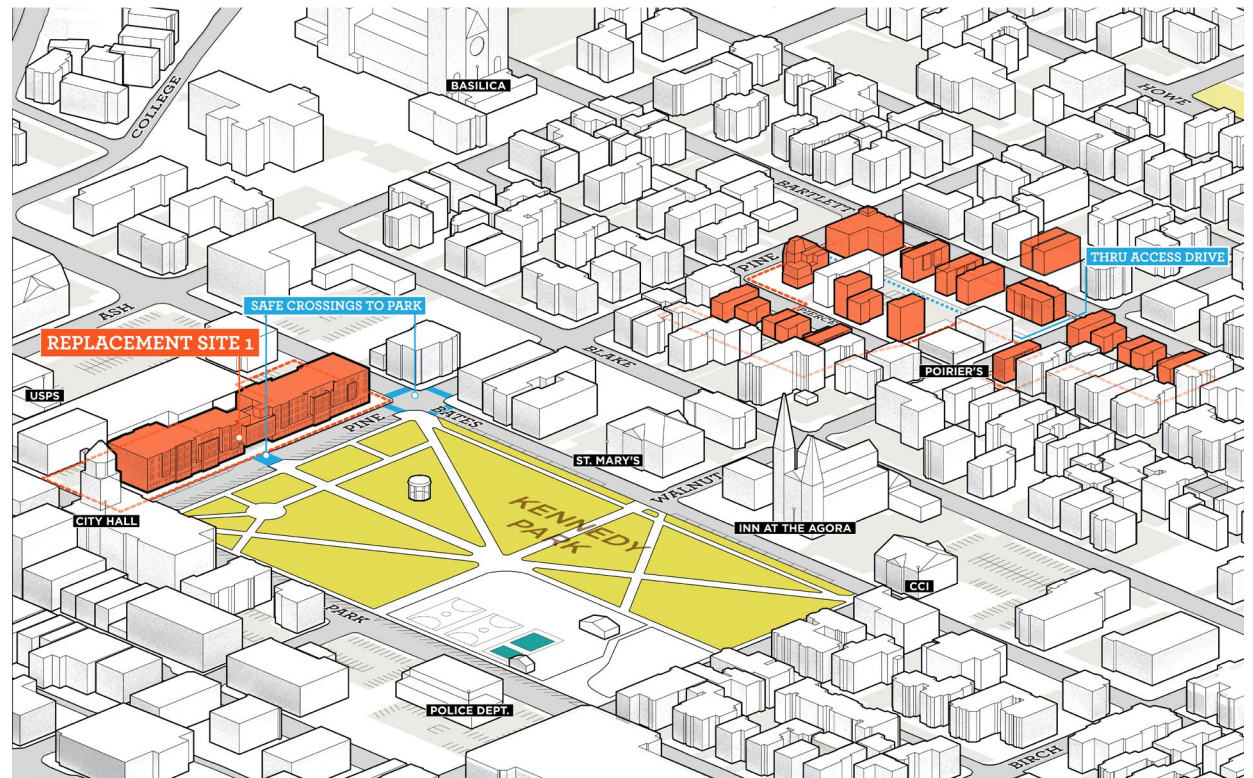 BASILICA
COLLEGE
HOWE
BARTLETT
PINE
THRU ACCESS DRIVE
ASH
SAFE CROSSINGS TO PARK
REPLACEMENT SITE 1
PIERCE
BLAKE
POIRIER'S
USPS
PINE
BATES
ST. MARY'S
WALNUT
CITY HALL
KENNEDY
PARK
INN AT THE AGORA
CCI
PARK
POLICE DEPT.
BIRCH